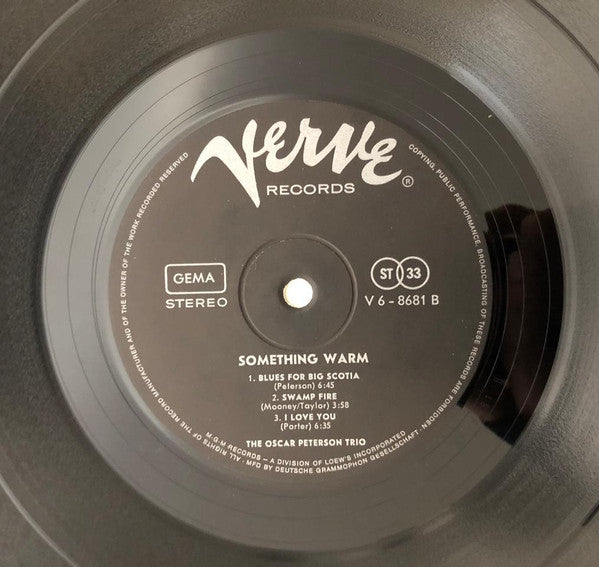 Verve
RECORDS ®
GEMA
STEREO
ST 33
V 6 - 8681 B
SOMETHING WARM
1. BLUES FOR BIG SCOTIA
(Peterson) 6:45
2. SWAMP FIRE
(Mooney/Taylor) 3:58
3. I LOVE YOU
(Porter) 6:35
THE OSCAR PETERSON TRIO
M-G-M RECORDS – A DIVISION OF LOEW'S INCORPORATED
· ALL RIGHTS OF THE RECORD MANUFACTURER AND OF THE OWNER OF THE WORK RECORDED RESERVED
COPYING, PUBLIC PERFORMANCE, BROADCASTING OF THESE RECORDS ARE FORBIDDEN · MFD BY DEUTSCHE GRAMMOPHON GESELLSCHAFT ·